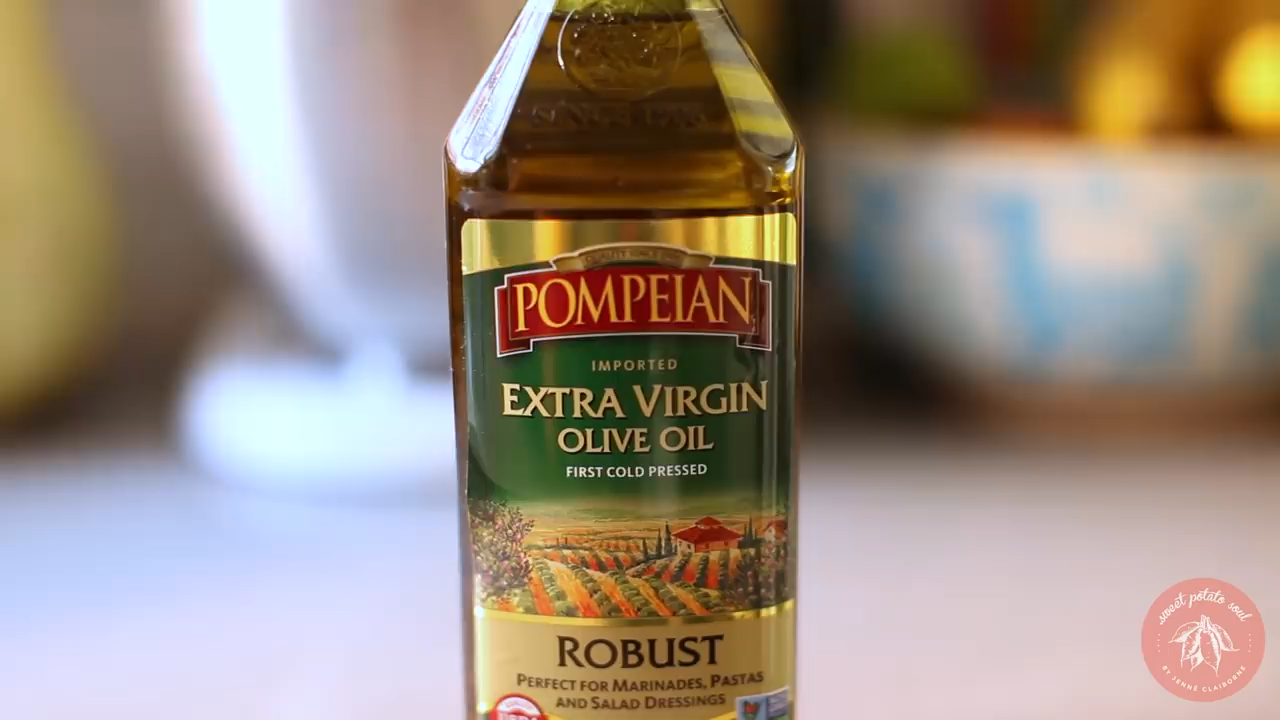 SINCE 1906
POMPEIAN
IMPORTED
EXTRA VIRGIN
OLIVE OIL
FIRST COLD PRESSED
ROBUST
PERFECT FOR MARINADES, PASTAS
AND SALAD DRESSINGS
sweet potato soul
BY JENNÉ CLAIBORNE